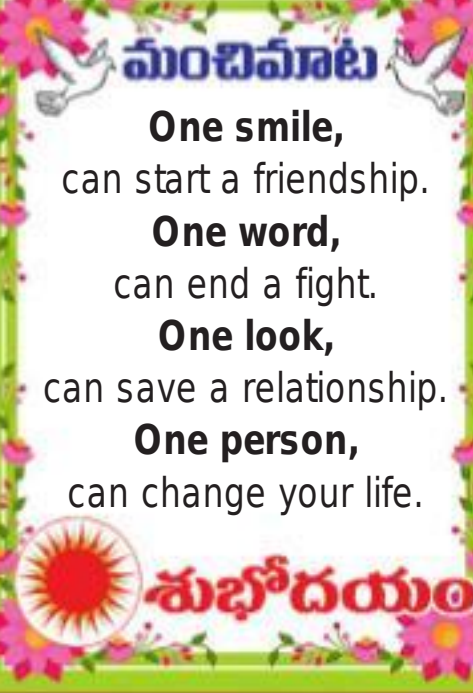 మంచిమాట
One smile,
can start a friendship.
One word,
can end a fight.
One look,
can save a relationship.
One person,
can change your life.
శుభోదయం